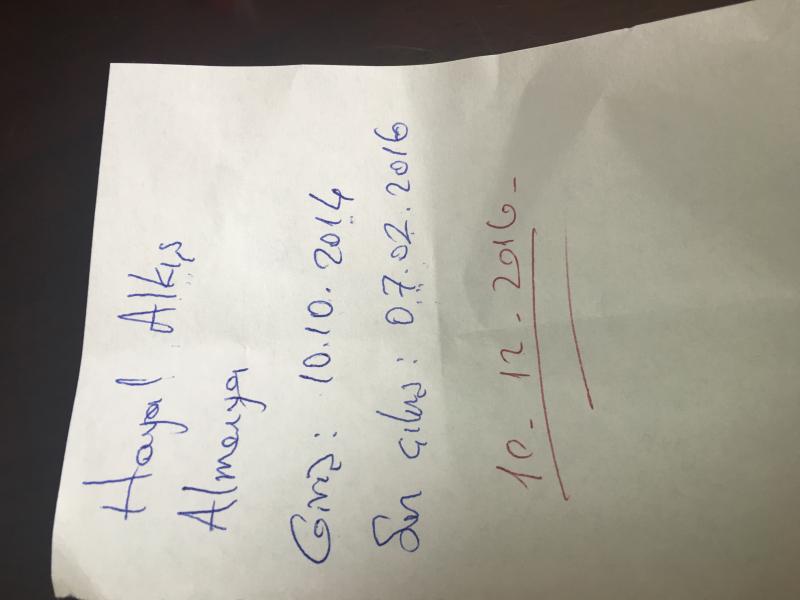 Hayal Alkış
Almanya
Giriş: 10.10.2014
Son çıkış: 07.02.2016
10-12-2016-